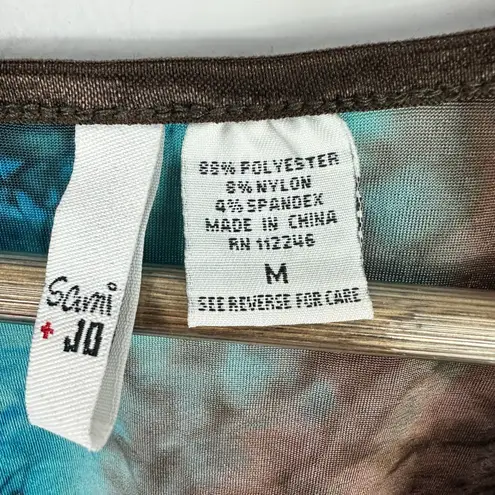 Sami
+ JO
88% POLYESTER
8% NYLON
4% SPANDEX
MADE IN CHINA
RN 112246
M
SEE REVERSE FOR CARE